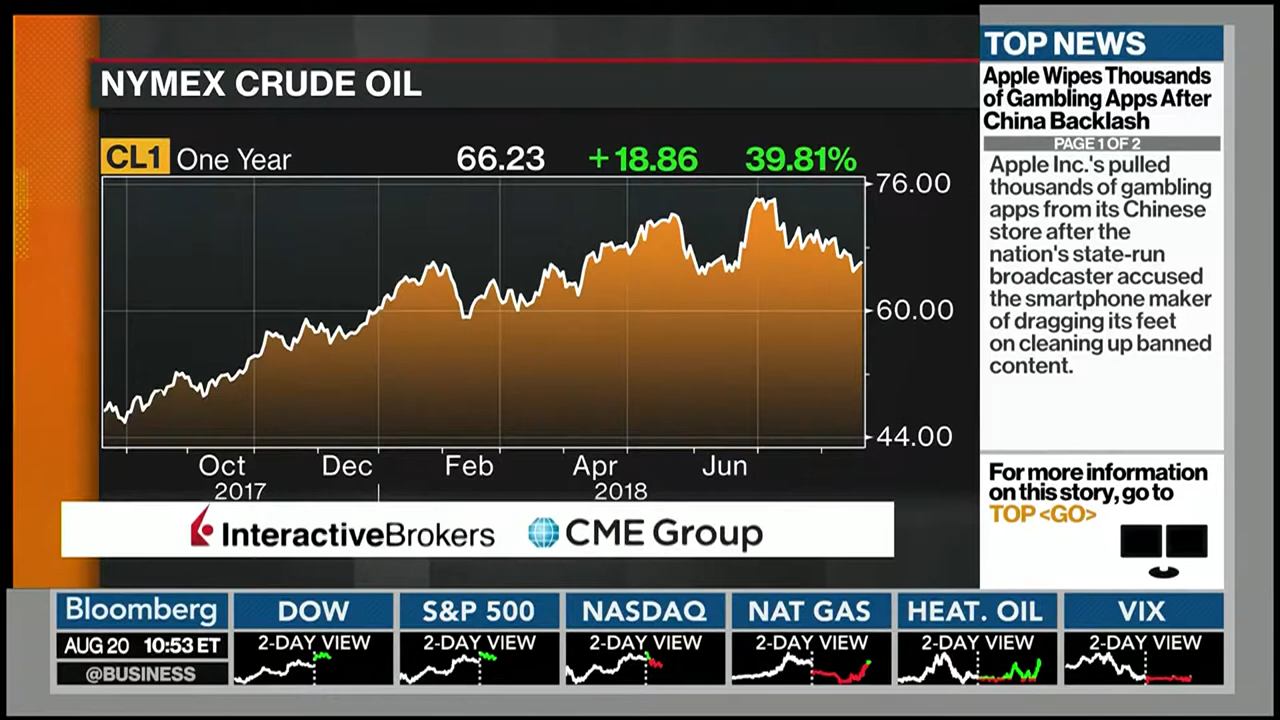 NYMEX CRUDE OIL
CL1 One Year 66.23 +18.86 39.81%
76.00
60.00
44.00
Oct Dec Feb Apr Jun
2017 2018
InteractiveBrokers CME Group
TOP NEWS
Apple Wipes Thousands
of Gambling Apps After
China Backlash
PAGE 1 OF 2
Apple Inc.'s pulled
thousands of gambling
apps from its Chinese
store after the
nation's state-run
broadcaster accused
the smartphone maker
of dragging its feet
on cleaning up banned
content.
For more information
on this story, go to
TOP <GO>
Bloomberg DOW S&P 500 NASDAQ NAT GAS HEAT. OIL VIX
AUG 20 10:53 ET 2-DAY VIEW 2-DAY VIEW 2-DAY VIEW 2-DAY VIEW 2-DAY VIEW 2-DAY VIEW
@BUSINESS